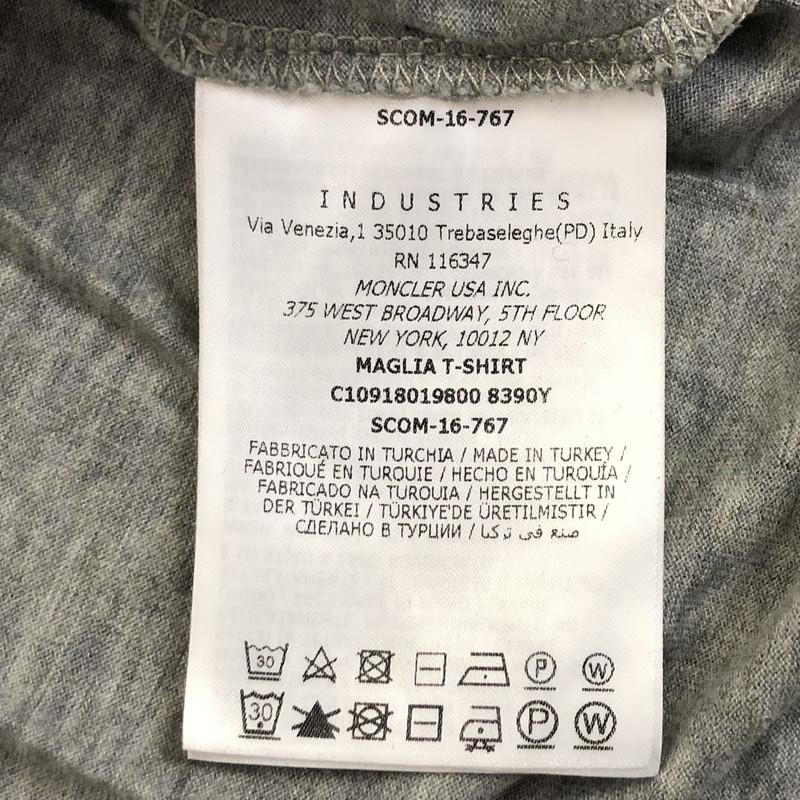 SCOM-16-767
INDUSTRIES
Via Venezia,1 35010 Trebaseleghe(PD) Italy
RN 116347
MONCLER USA INC.
375 WEST BROADWAY, 5TH FLOOR
NEW YORK, 10012 NY
MAGLIA T-SHIRT
C10918019800 8390Y
SCOM-16-767
FABBRICATO IN TURCHIA / MADE IN TURKEY /
FABRIQUÉ EN TURQUIE / HECHO EN TURQUÍA /
FABRICADO NA TURQUIA / HERGESTELLT IN
DER TÜRKEI / TÜRKIYE'DE ÜRETILMISTIR /
СДЕЛАНО В ТУРЦИИ / صنع في تركيا
30 P W
30 P W